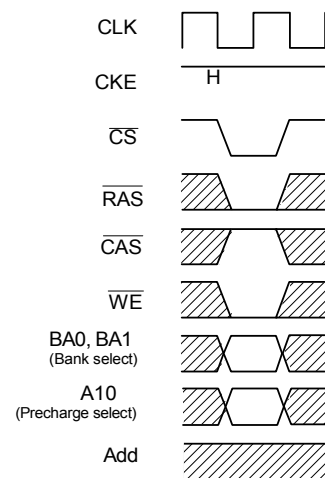 CLK
CKE
H
CS
RAS
CAS
WE
BA0, BA1
(Bank select)
A10
(Precharge select)
Add